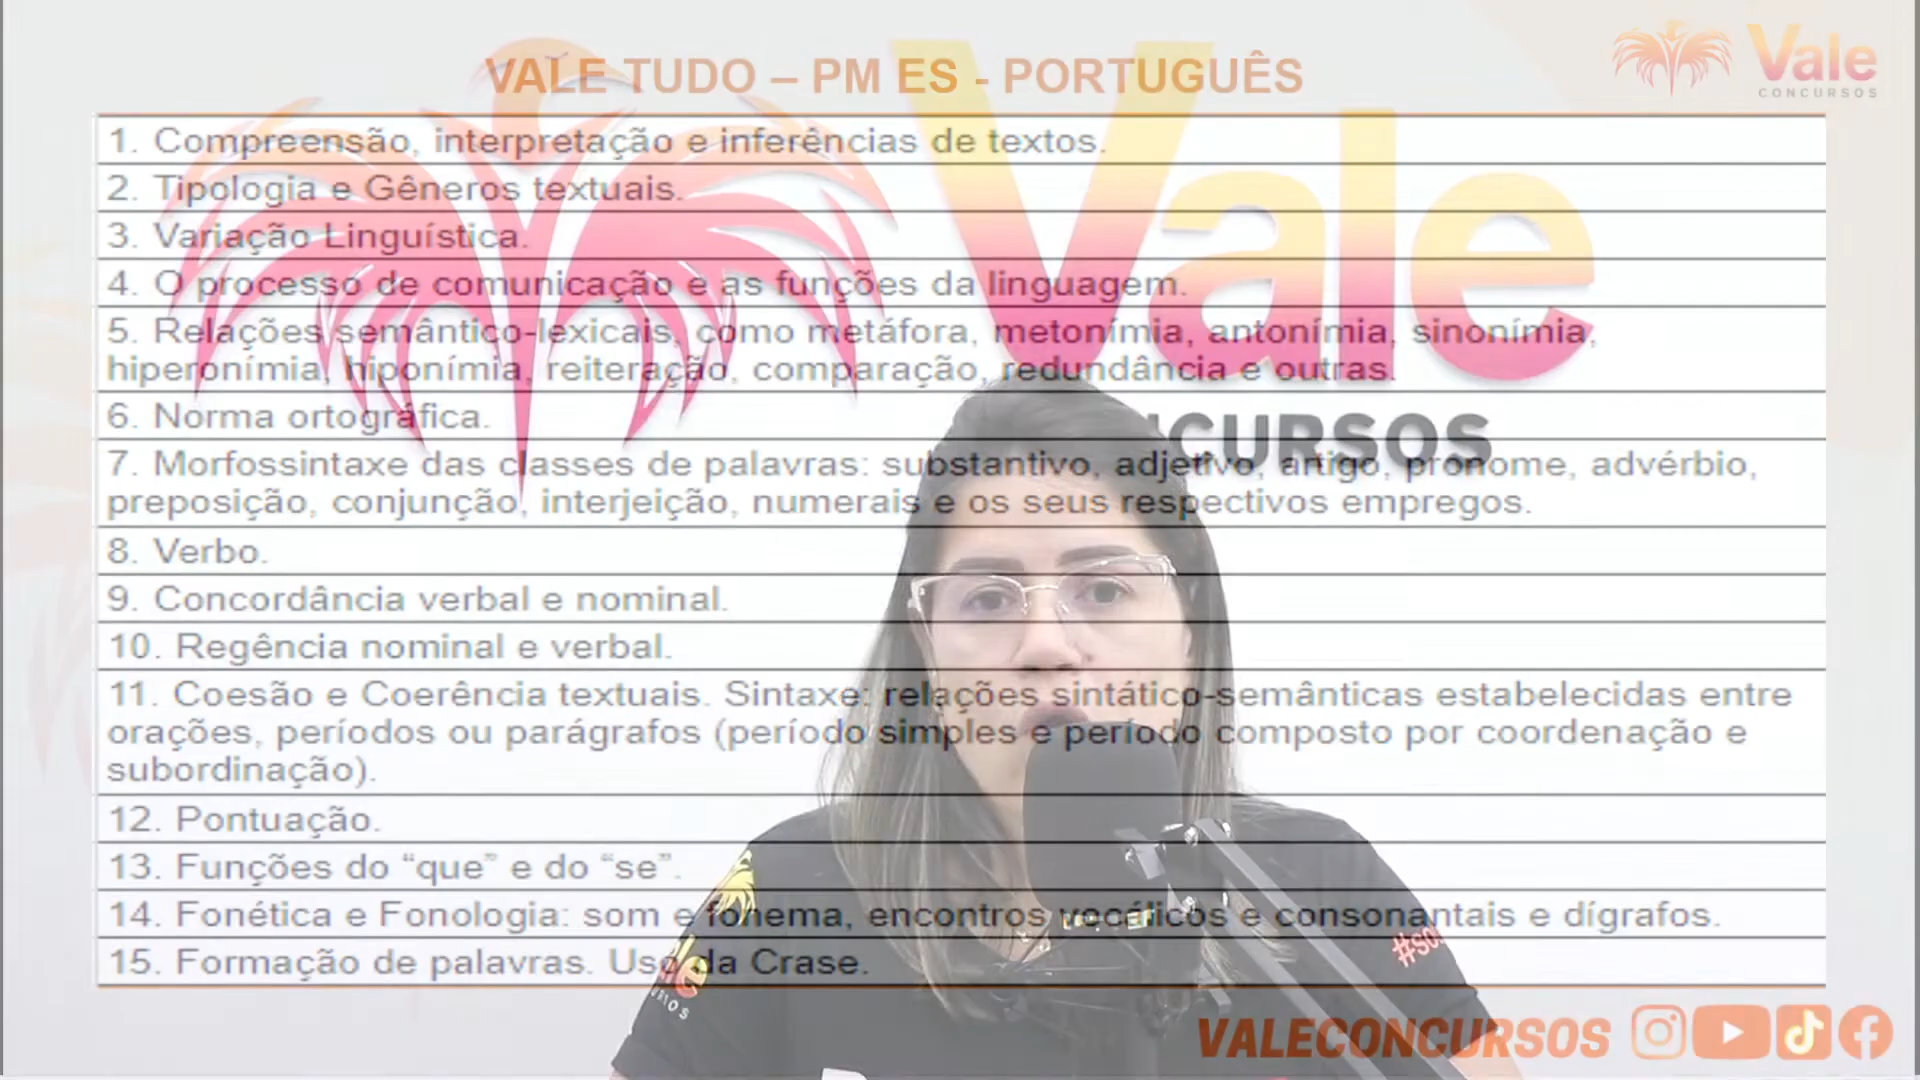 VALE TUDO – PM ES - PORTUGUÊS
Vale
CONCURSOS
Vale
CURSOS
1. Compreensão, interpretação e inferências de textos.
2. Tipologia e Gêneros textuais.
3. Variação Linguística.
4. O processo de comunicação e as funções da linguagem.
5. Relações semântico-lexicais, como metáfora, metonímia, antonímia, sinonímia,
hiperonímia, hiponímia, reiteração, comparação, redundância e outras.
6. Norma ortográfica.
7. Morfossintaxe das classes de palavras: substantivo, adjetivo, artigo, pronome, advérbio,
preposição, conjunção, interjeição, numerais e os seus respectivos empregos.
8. Verbo.
9. Concordância verbal e nominal.
10. Regência nominal e verbal.
11. Coesão e Coerência textuais. Sintaxe: relações sintático-semânticas estabelecidas entre
orações, períodos ou parágrafos (período simples e período composto por coordenação e
subordinação).
12. Pontuação.
13. Funções do “que” e do “se”.
14. Fonética e Fonologia: som e fonema, encontros vocálicos e consonantais e dígrafos.
15. Formação de palavras. Uso da Crase.
VALECONCURSOS